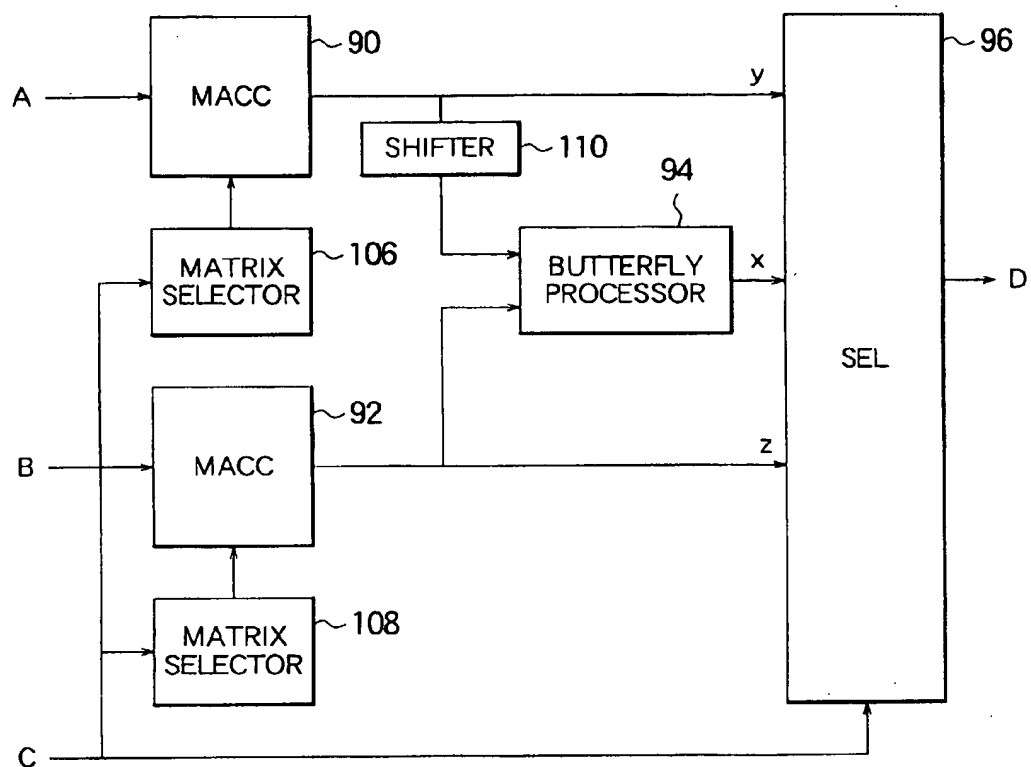 90
96
A
MACC
y
SHIFTER
110
94
MATRIX
SELECTOR
106
BUTTERFLY
PROCESSOR
x
D
SEL
92
B
MACC
z
MATRIX
SELECTOR
108
C